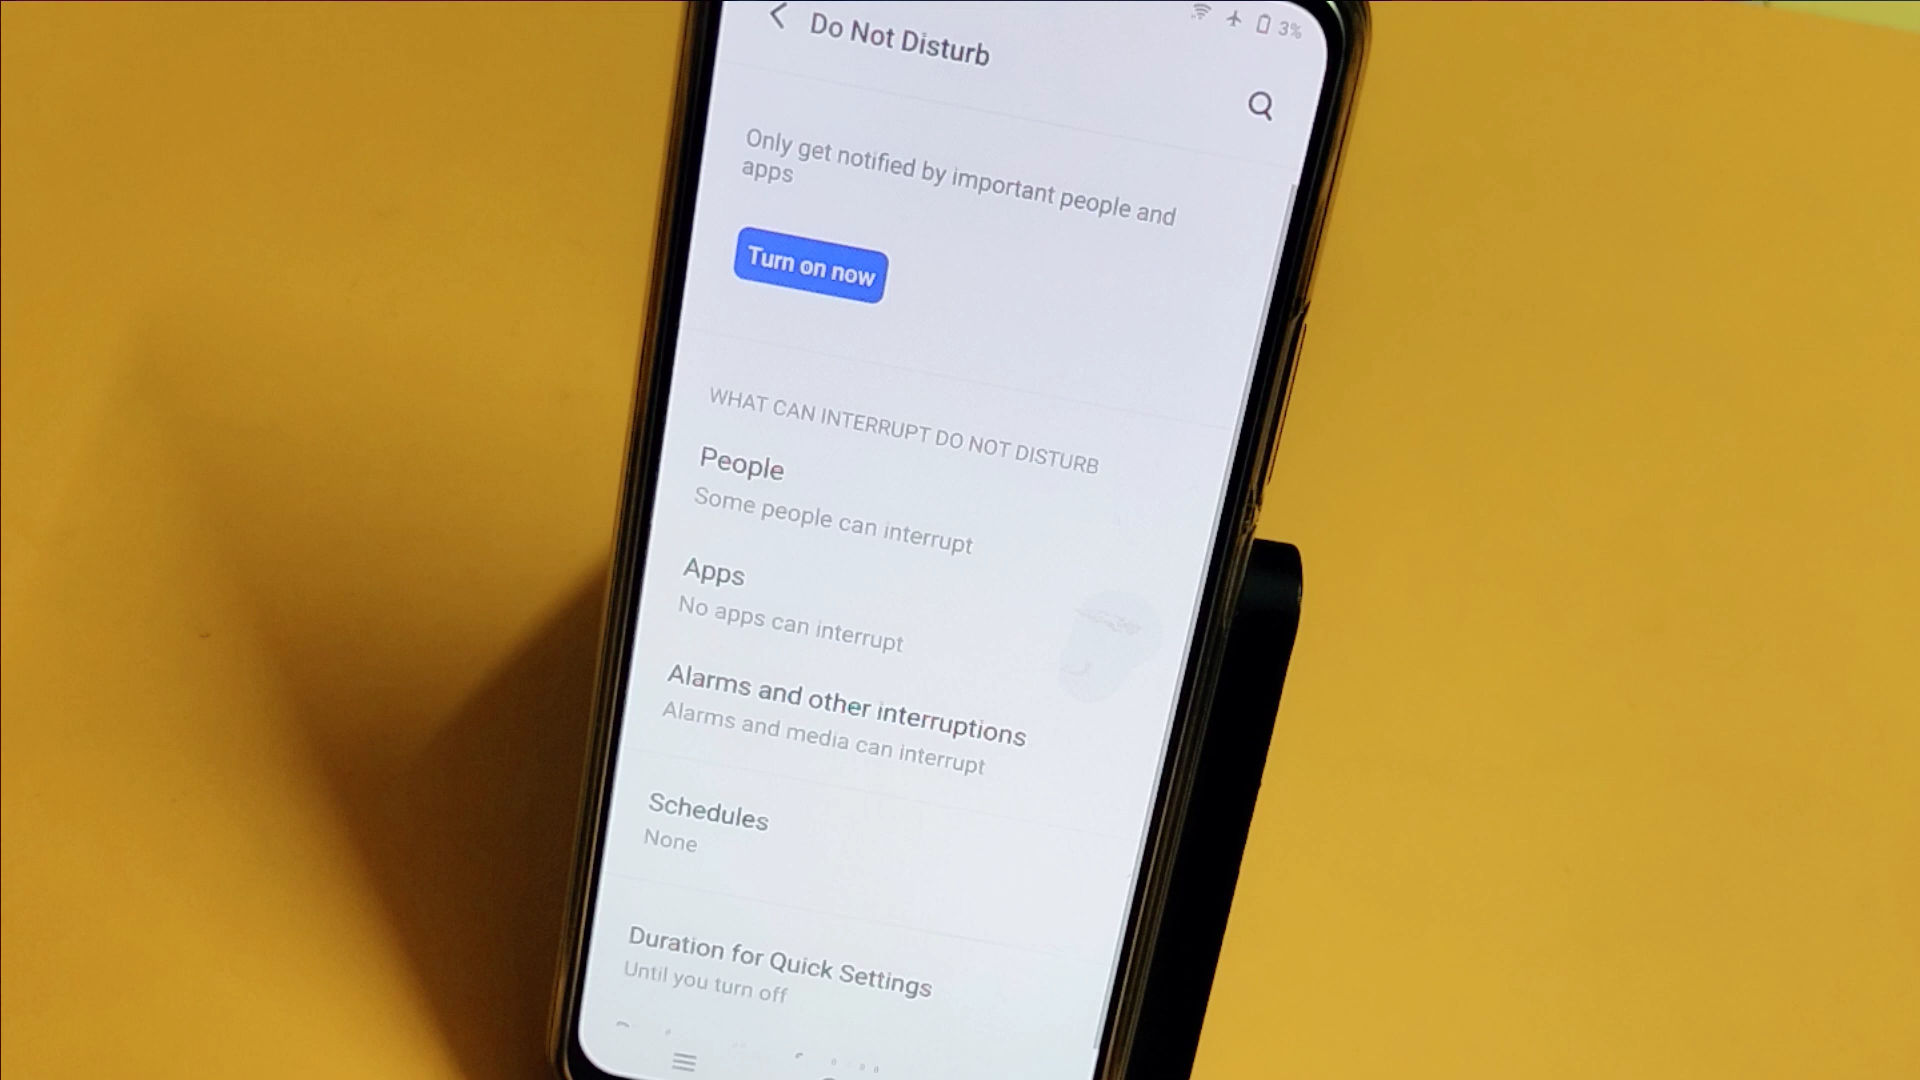 3%
Do Not Disturb
Only get notified by important people and
apps
Turn on now
WHAT CAN INTERRUPT DO NOT DISTURB
People
Some people can interrupt
Apps
No apps can interrupt
Alarms and other interruptions
Alarms and media can interrupt
Schedules
None
Duration for Quick Settings
Until you turn off